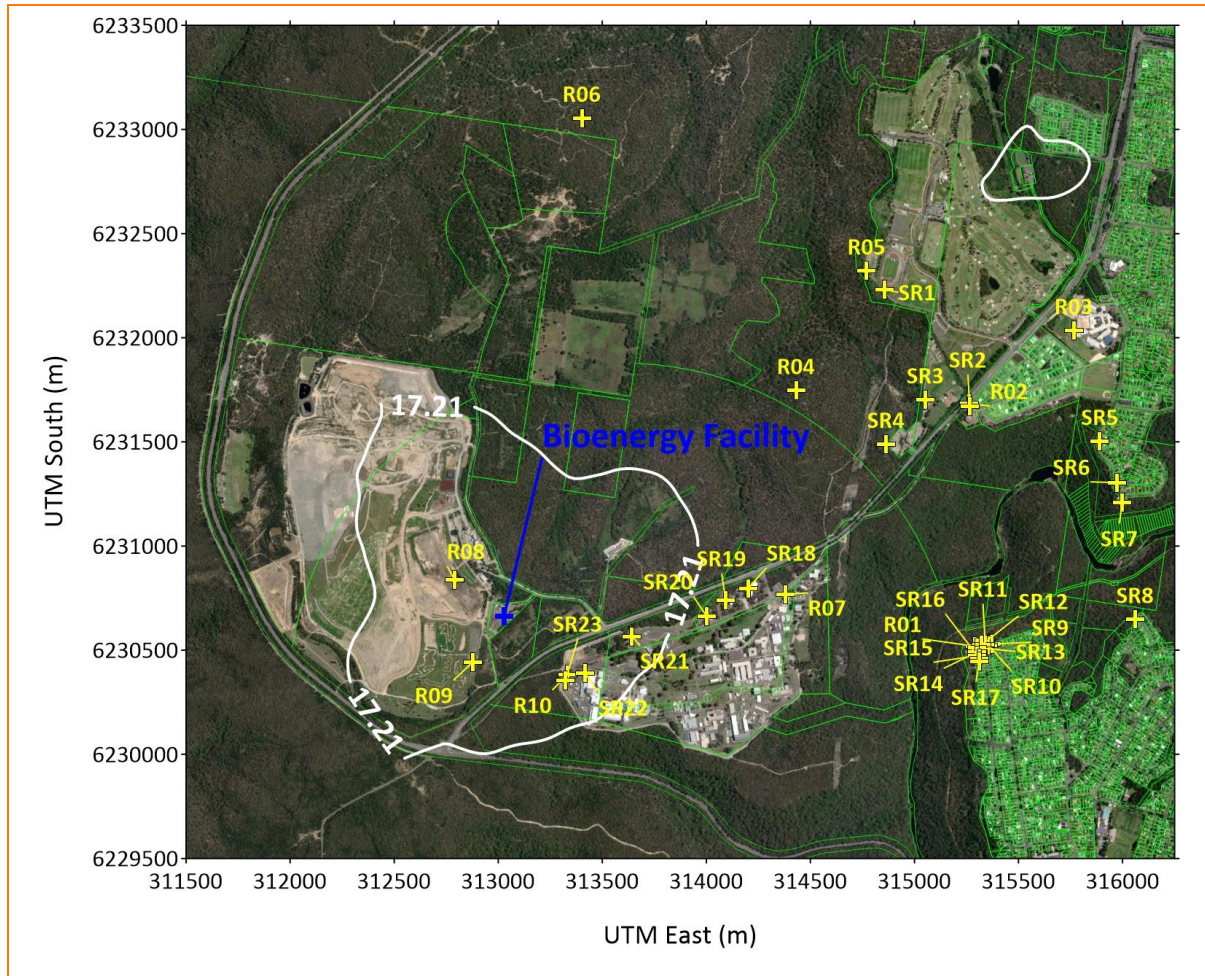 6233500
6233000
6232500
6232000
6231500
6231000
6230500
6230000
6229500
UTM South (m)
R06
R05
SR1
R03
R04
SR2
SR3
R02
SR4
SR5
SR6
SR7
17.21
Bioenergy Facility
R08
17.21
SR19
SR18
SR20
R07
SR11
SR16
SR12
SR8
R01
SR9
SR15
SR13
SR23
SR21
SR14
SR10
SR17
R09
R10
SR22
17.21
311500 312000 312500 313000 313500 314000 314500 315000 315500 316000
UTM East (m)